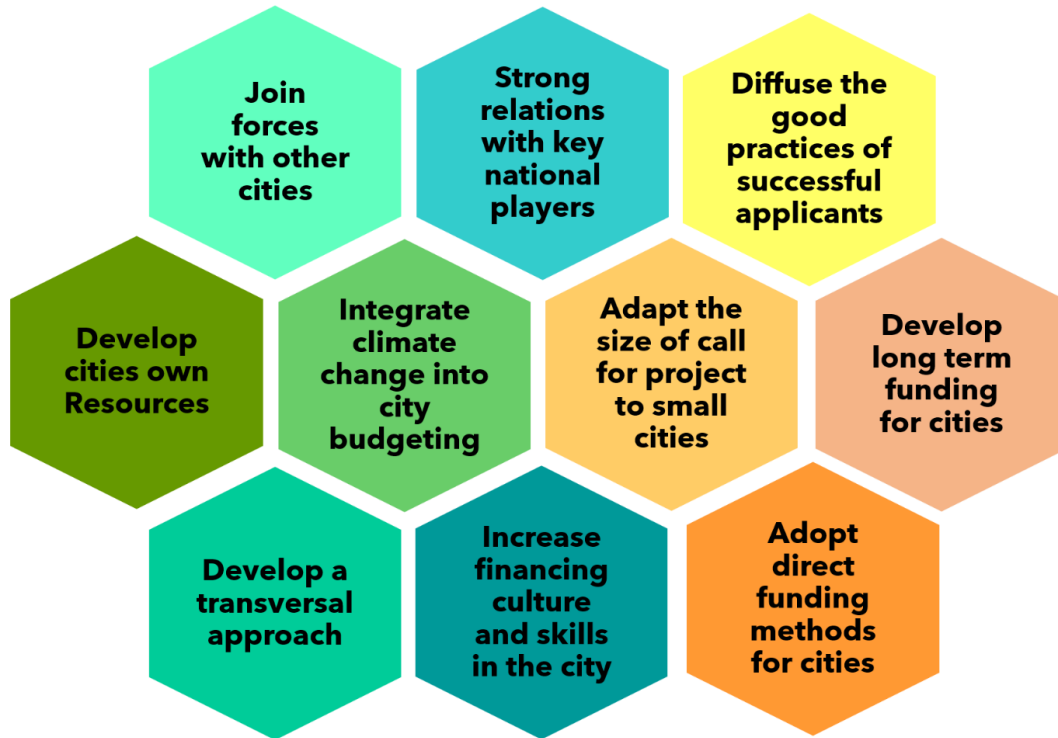 Join
forces
with other
cities
Strong
relations
with key
national
players
Diffuse the
good
practices of
successful
applicants
Develop
cities own
Resources
Integrate
climate
change into
city
budgeting
Adapt the
size of call
for project
to small
cities
Develop
long term
funding
for cities
Develop a
transversal
approach
Increase
financing
culture
and skills
in the city
Adopt
direct
funding
methods
for cities